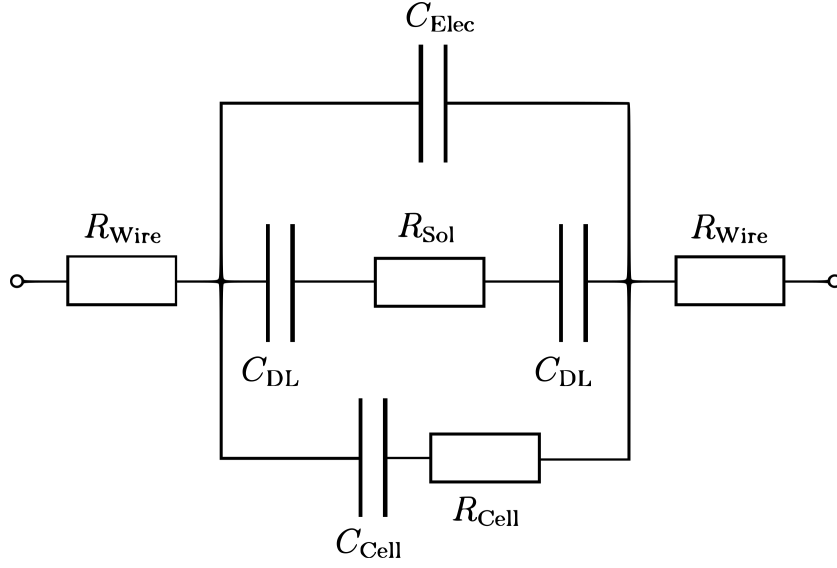 C_Elec
R_Wire
R_Sol
R_Wire
C_DL
C_DL
R_Cell
C_Cell